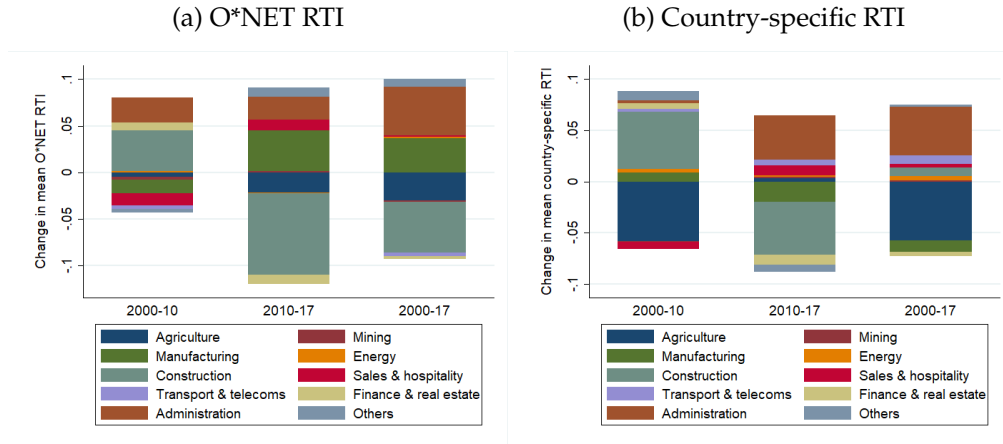 (a) O*NET RTI
Change in mean O*NET RTI
.1
.05
0
-.05
-.1
2000-10 2010-17 2000-17
Agriculture Mining
Manufacturing Energy
Construction Sales & hospitality
Transport & telecoms Finance & real estate
Administration Others
(b) Country-specific RTI
Change in mean country-specific RTI
.1
.05
0
-.05
-.1
2000-10 2010-17 2000-17
Agriculture Mining
Manufacturing Energy
Construction Sales & hospitality
Transport & telecoms Finance & real estate
Administration Others